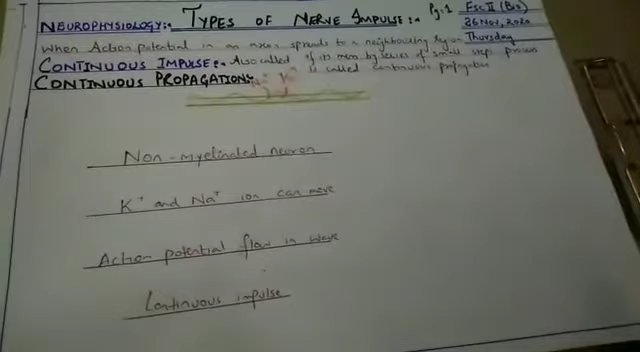 NEUROPHYSIOLOGY:- TYPES OF NERVE IMPULSE:- Pg:1 FSC II (Bio)
26 Nov, 2020
Thursday
When Action potential in an axon spreads to a neighbouring region
CONTINUOUS IMPULSE:- Also called of its mem by series of small step process
CONTINUOUS PROPAGATION:- is called continuous propagation
Non-myelinated neuron
K+ and Na+ ion can move
Action potential flow in wave
Continuous impulse